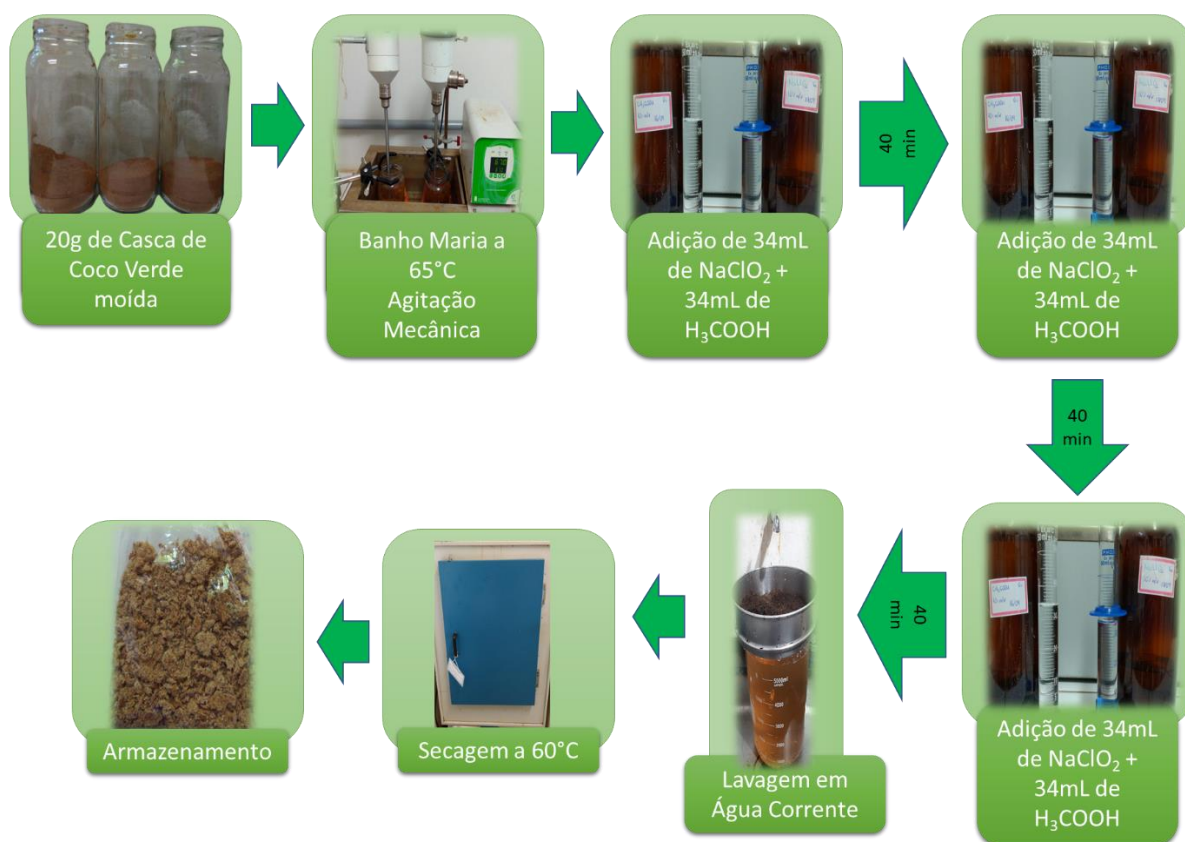 20g de Casca de
Coco Verde
moída
Banho Maria a
65°C
Agitação
Mecânica
Adição de 34mL
de NaClO₂ +
34mL de
H₃COOH
40
min
Adição de 34mL
de NaClO₂ +
34mL de
H₃COOH
40
min
Adição de 34mL
de NaClO₂ +
34mL de
H₃COOH
40
min
Lavagem em
Água Corrente
Secagem a 60°C
Armazenamento